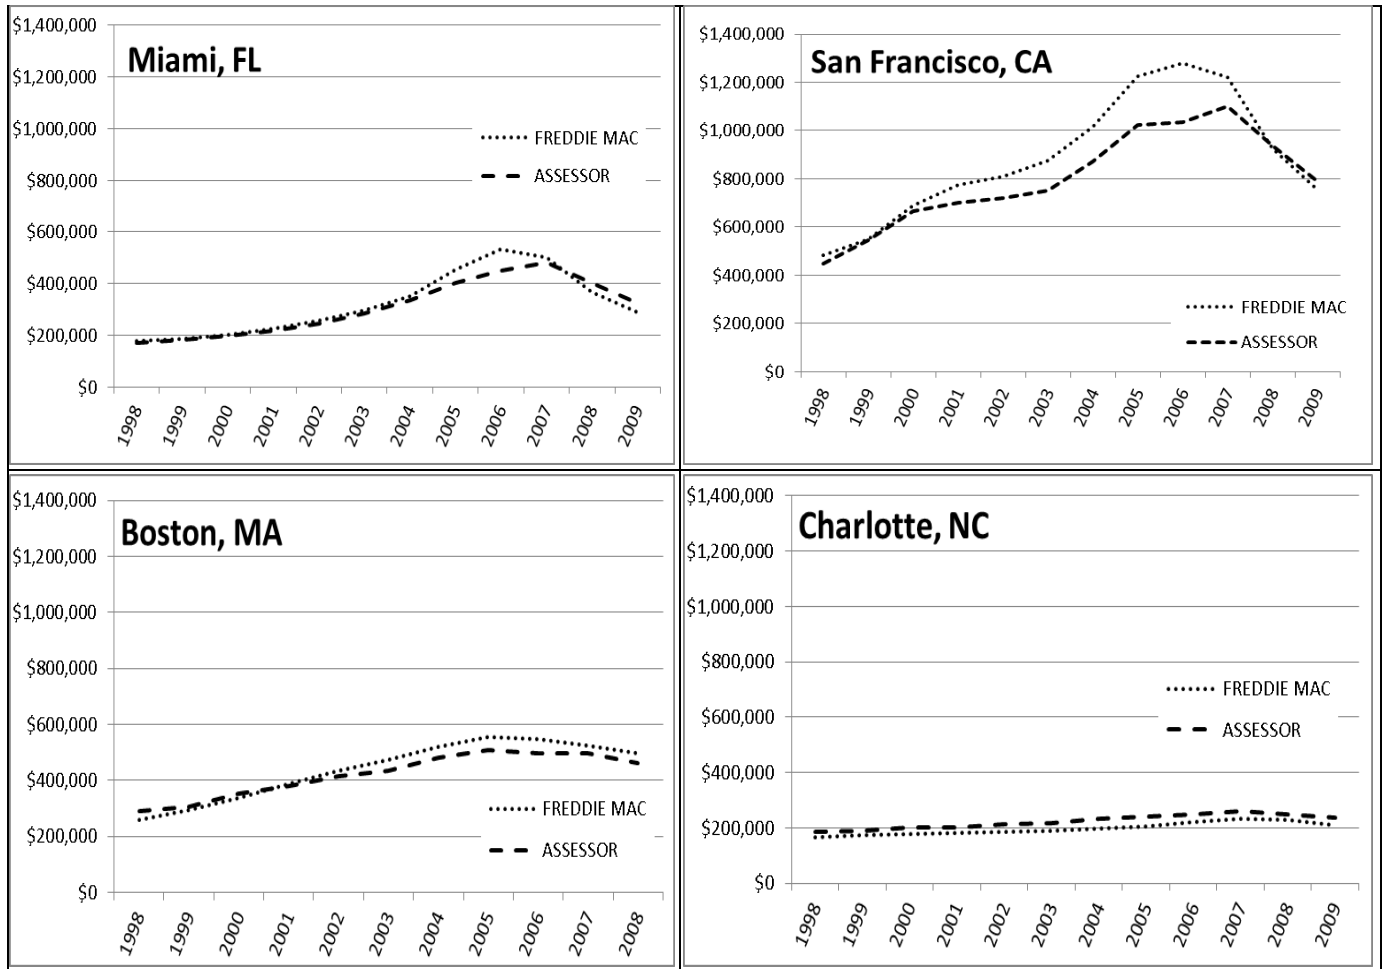 $1,400,000
Miami, FL
$1,200,000
$1,000,000
FREDDIE MAC
$800,000
ASSESSOR
$600,000
$400,000
$200,000
$0
1998 1999 2000 2001 2002 2003 2004 2005 2006 2007 2008 2009
$1,400,000
San Francisco, CA
$1,200,000
$1,000,000
$800,000
$600,000
$400,000
FREDDIE MAC
$200,000
ASSESSOR
$0
1998 1999 2000 2001 2002 2003 2004 2005 2006 2007 2008 2009
$1,400,000
Boston, MA
$1,200,000
$1,000,000
$800,000
$600,000
$400,000
FREDDIE MAC
$200,000
ASSESSOR
$0
1998 1999 2000 2001 2002 2003 2004 2005 2006 2007 2008
$1,400,000
Charlotte, NC
$1,200,000
$1,000,000
$800,000
FREDDIE MAC
$600,000
ASSESSOR
$400,000
$200,000
$0
1998 1999 2000 2001 2002 2003 2004 2005 2006 2007 2008 2009